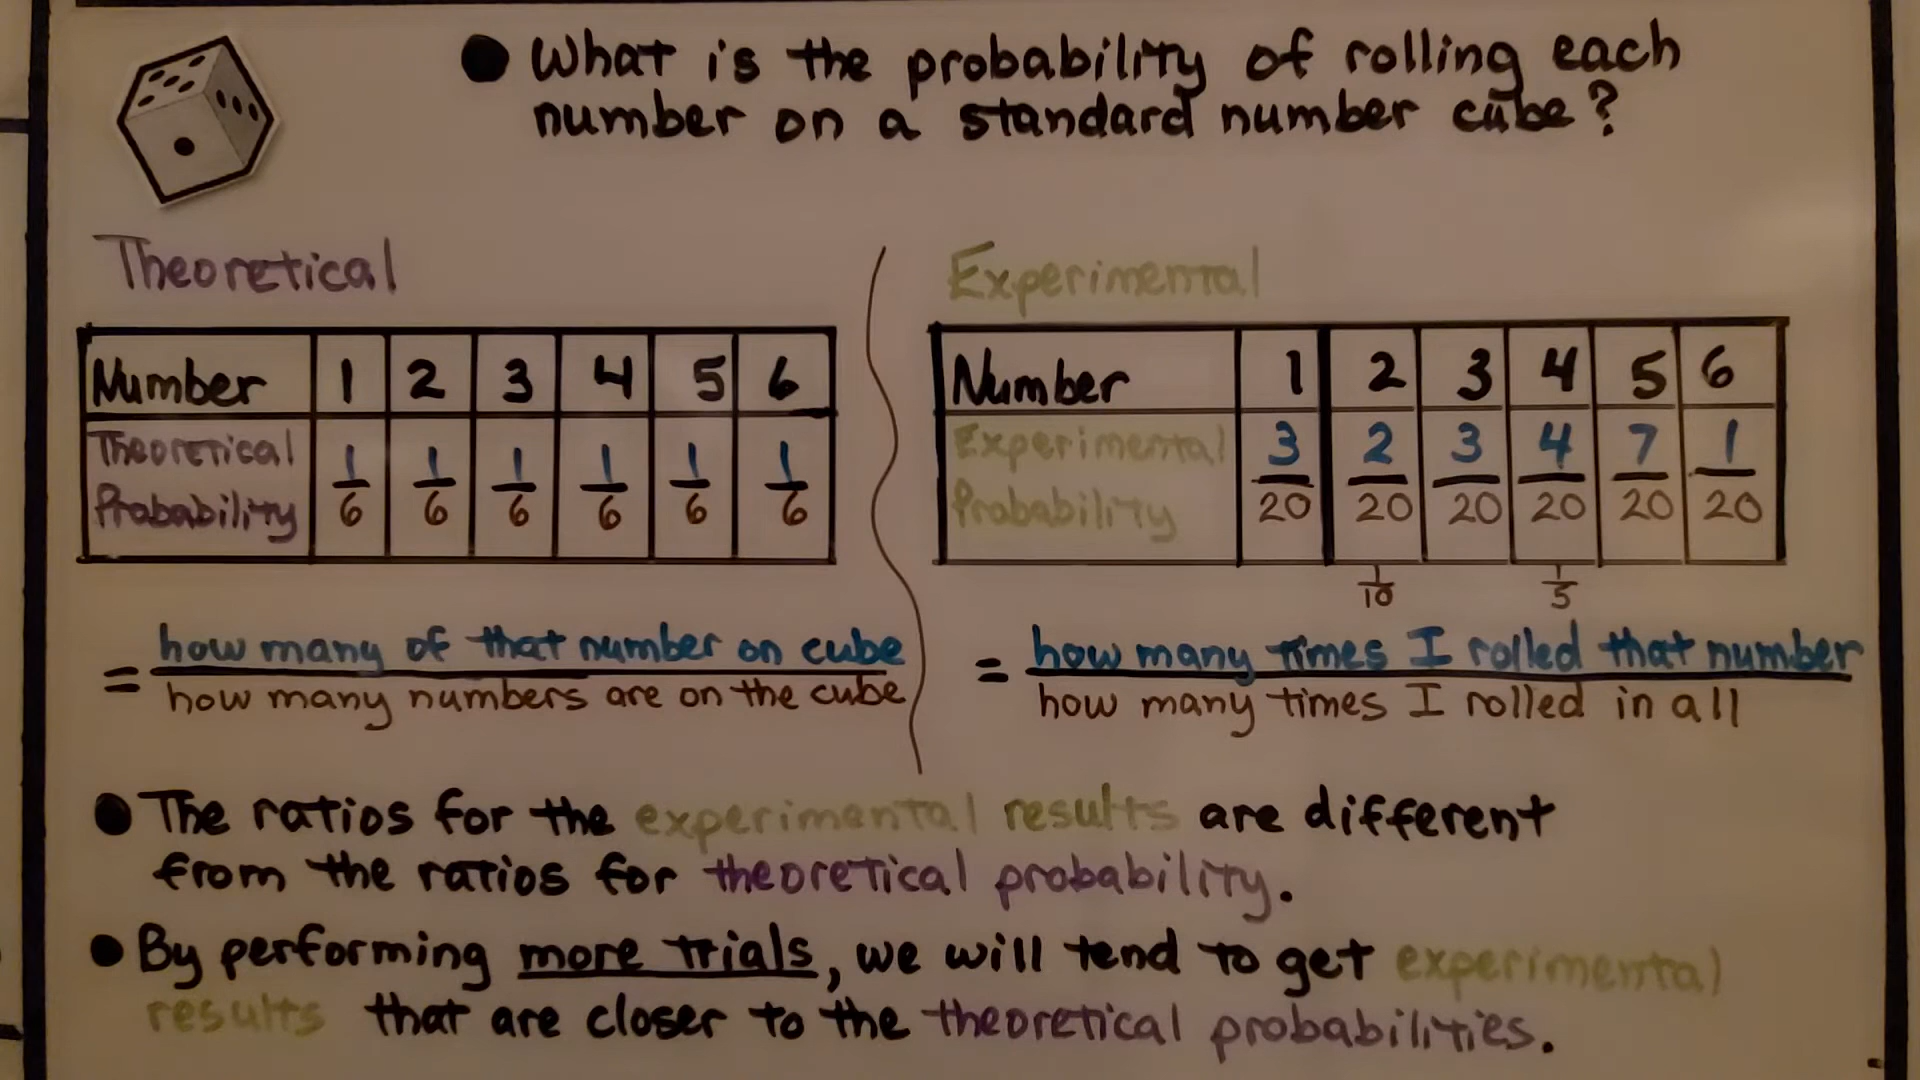 ● What is the probability of rolling each
number on a standard number cube?
Theoretical
Number 1 2 3 4 5 6
Theoretical Probability 1/6 1/6 1/6 1/6 1/6 1/6
= how many of that number on cube
how many numbers are on the cube
Experimental
Number 1 2 3 4 5 6
Experimental Probability 3/20 2/20 3/20 4/20 7/20 1/20
1/10 1/5
= how many times I rolled that number
how many times I rolled in all
● The ratios for the experimental results are different
from the ratios for theoretical probability.
● By performing more trials, we will tend to get experimental
results that are closer to the theoretical probabilities.